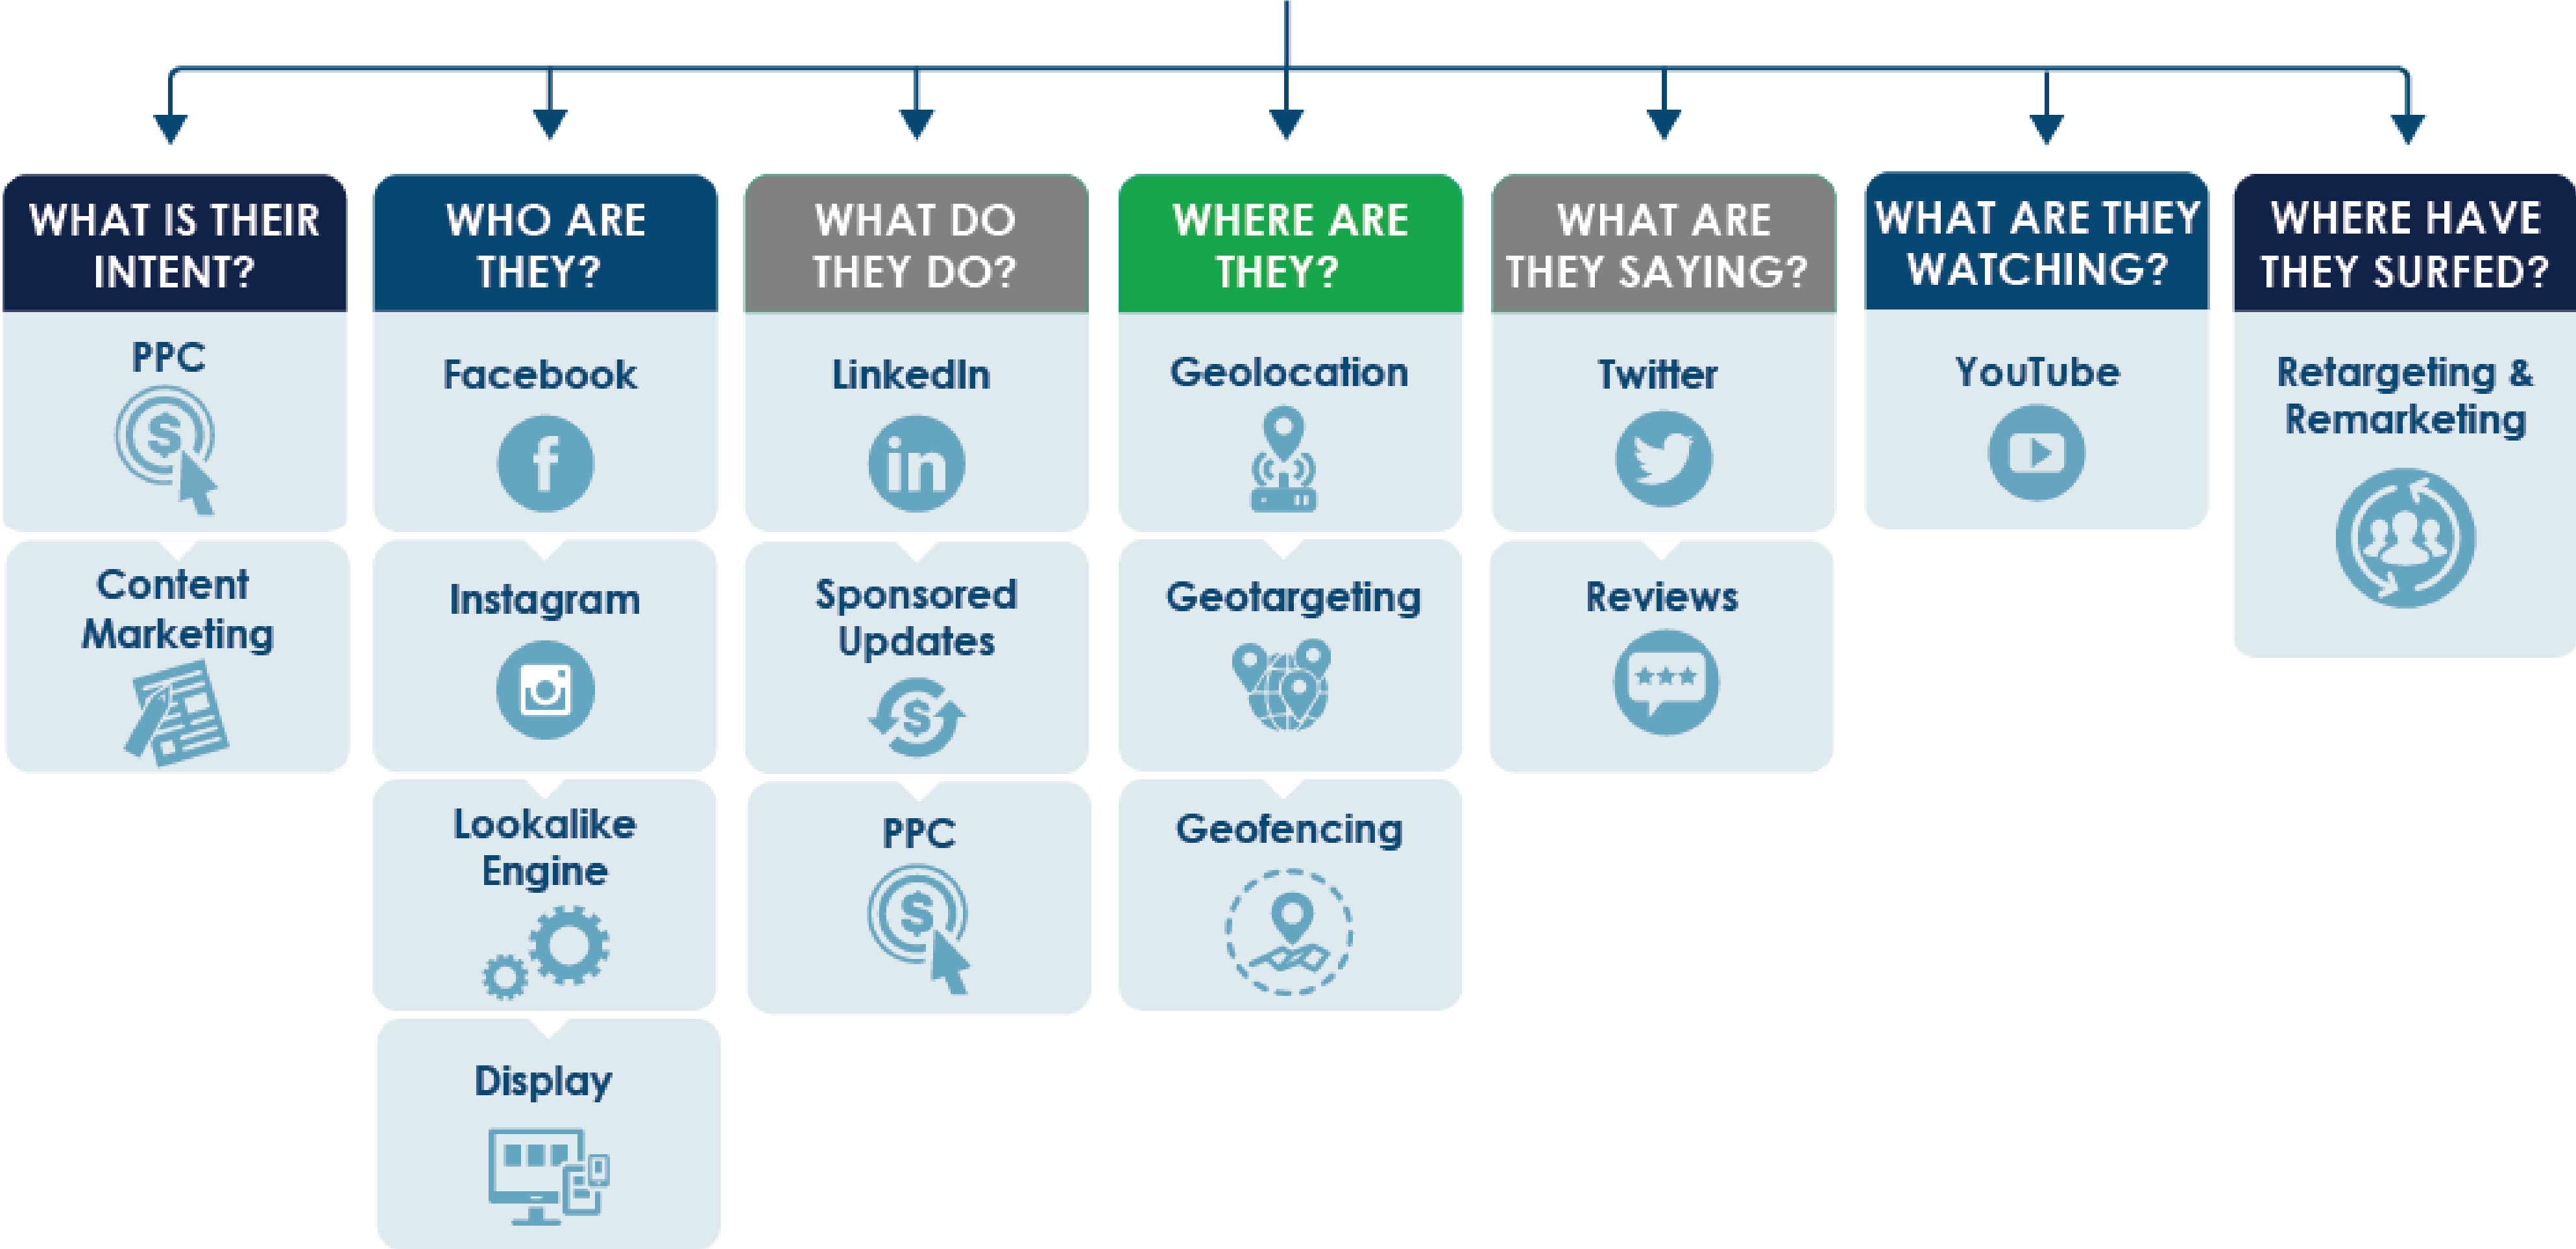 WHAT IS THEIR
INTENT?
PPC
Content
Marketing
WHO ARE
THEY?
Facebook
Instagram
Lookalike
Engine
Display
WHAT DO
THEY DO?
LinkedIn
in
Sponsored
Updates
PPC
WHERE ARE
THEY?
Geolocation
Geotargeting
Geofencing
WHAT ARE
THEY SAYING?
Twitter
Reviews
WHAT ARE THEY
WATCHING?
YouTube
WHERE HAVE
THEY SURFED?
Retargeting &
Remarketing